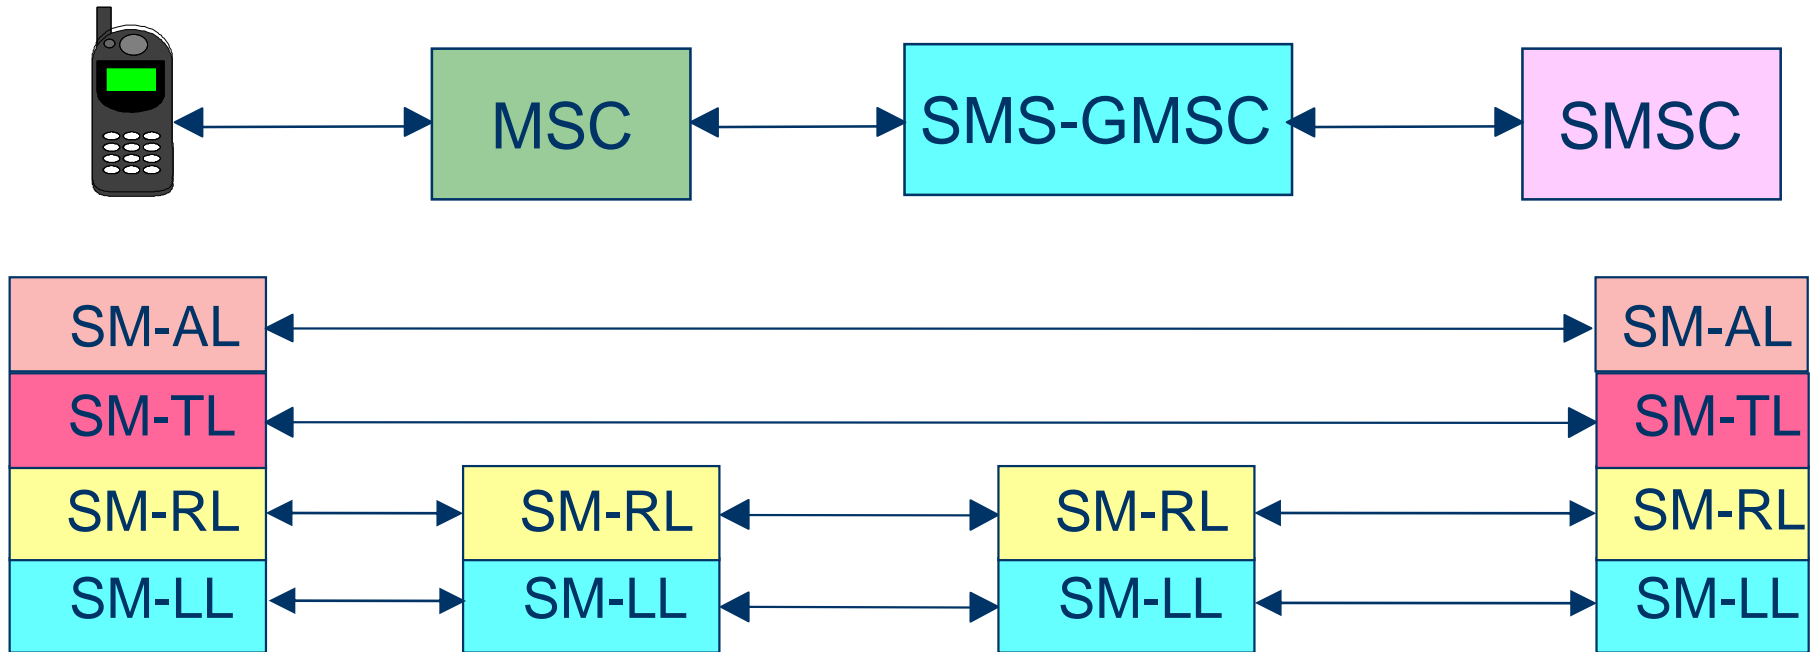 MSC SMS-GMSC SMSC
SM-AL SM-AL
SM-TL SM-TL
SM-RL SM-RL SM-RL SM-RL
SM-LL SM-LL SM-LL SM-LL